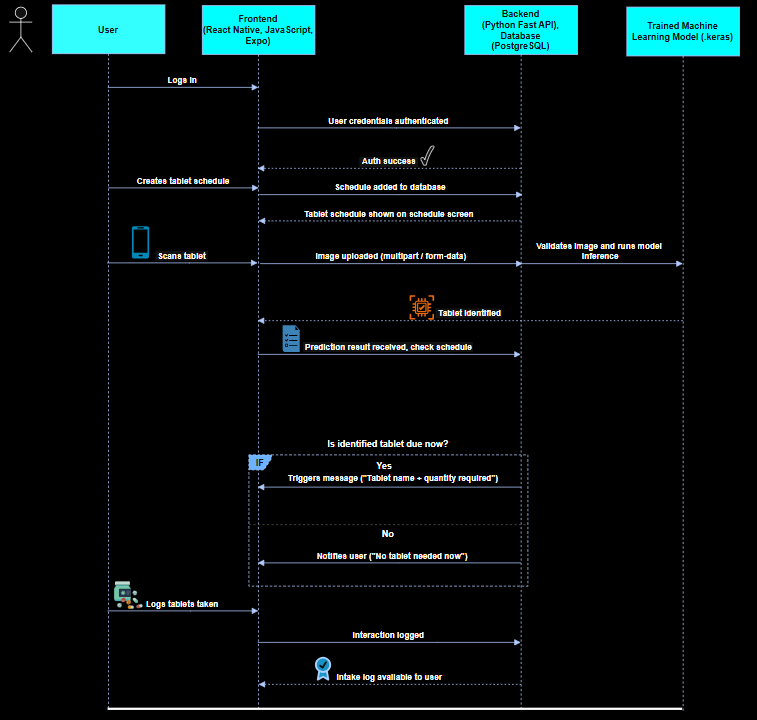 User
Frontend
(React Native, JavaScript,
Expo)
Backend
(Python Fast API),
Database
(PostgreSQL)
Trained Machine
Learning Model (.keras)
Logs in
User credentials authenticated
Auth success
Creates tablet schedule
Schedule added to database
Tablet schedule shown on schedule screen
Scans tablet
Image uploaded (multipart / form-data)
Validates image and runs model
inference
Tablet identified
Prediction result received, check schedule
Is identified tablet due now?
IF
Yes
Triggers message ("Tablet name + quantity required")
No
Notifies user ("No tablet needed now")
Logs tablets taken
Interaction logged
Intake log available to user